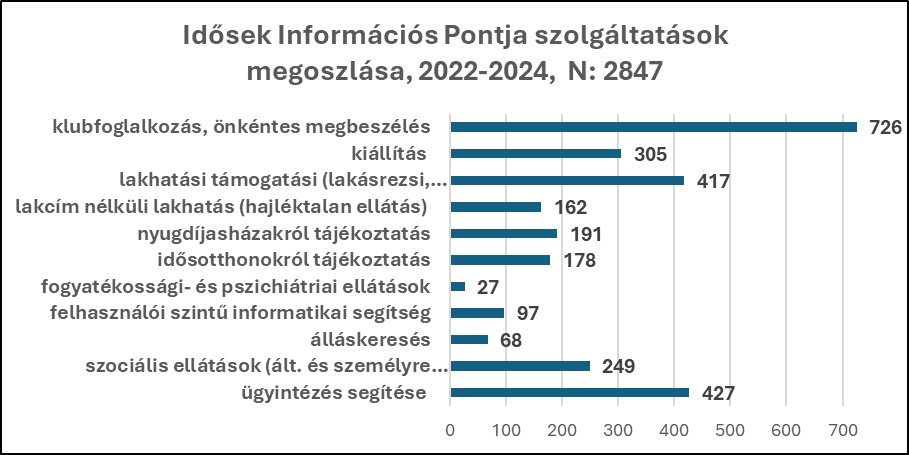 Idősek Információs Pontja szolgáltatások
megoszlása, 2022-2024,  N: 2847
klubfoglalkozás, önkéntes megbeszélés 726
kiállítás 305
lakhatási támogatási (lakásrezsi,... 417
lakcím nélküli lakhatás (hajléktalan ellátás) 162
nyugdíjasházakról tájékoztatás 191
idősotthonokról tájékoztatás 178
fogyatékossági- és pszichiátriai ellátások 27
felhasználói szintű informatikai segítség 97
álláskeresés 68
szociális ellátások (ált. és személyre... 249
ügyintézés segítése 427
0 100 200 300 400 500 600 700